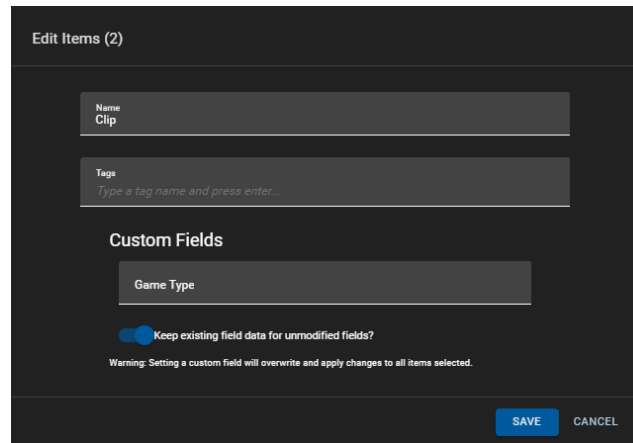 Edit Items (2)
Name
Clip
Tags
Type a tag name and press enter...
Custom Fields
Game Type
Keep existing field data for unmodified fields?
Warning: Setting a custom field will overwrite and apply changes to all items selected.
SAVE CANCEL